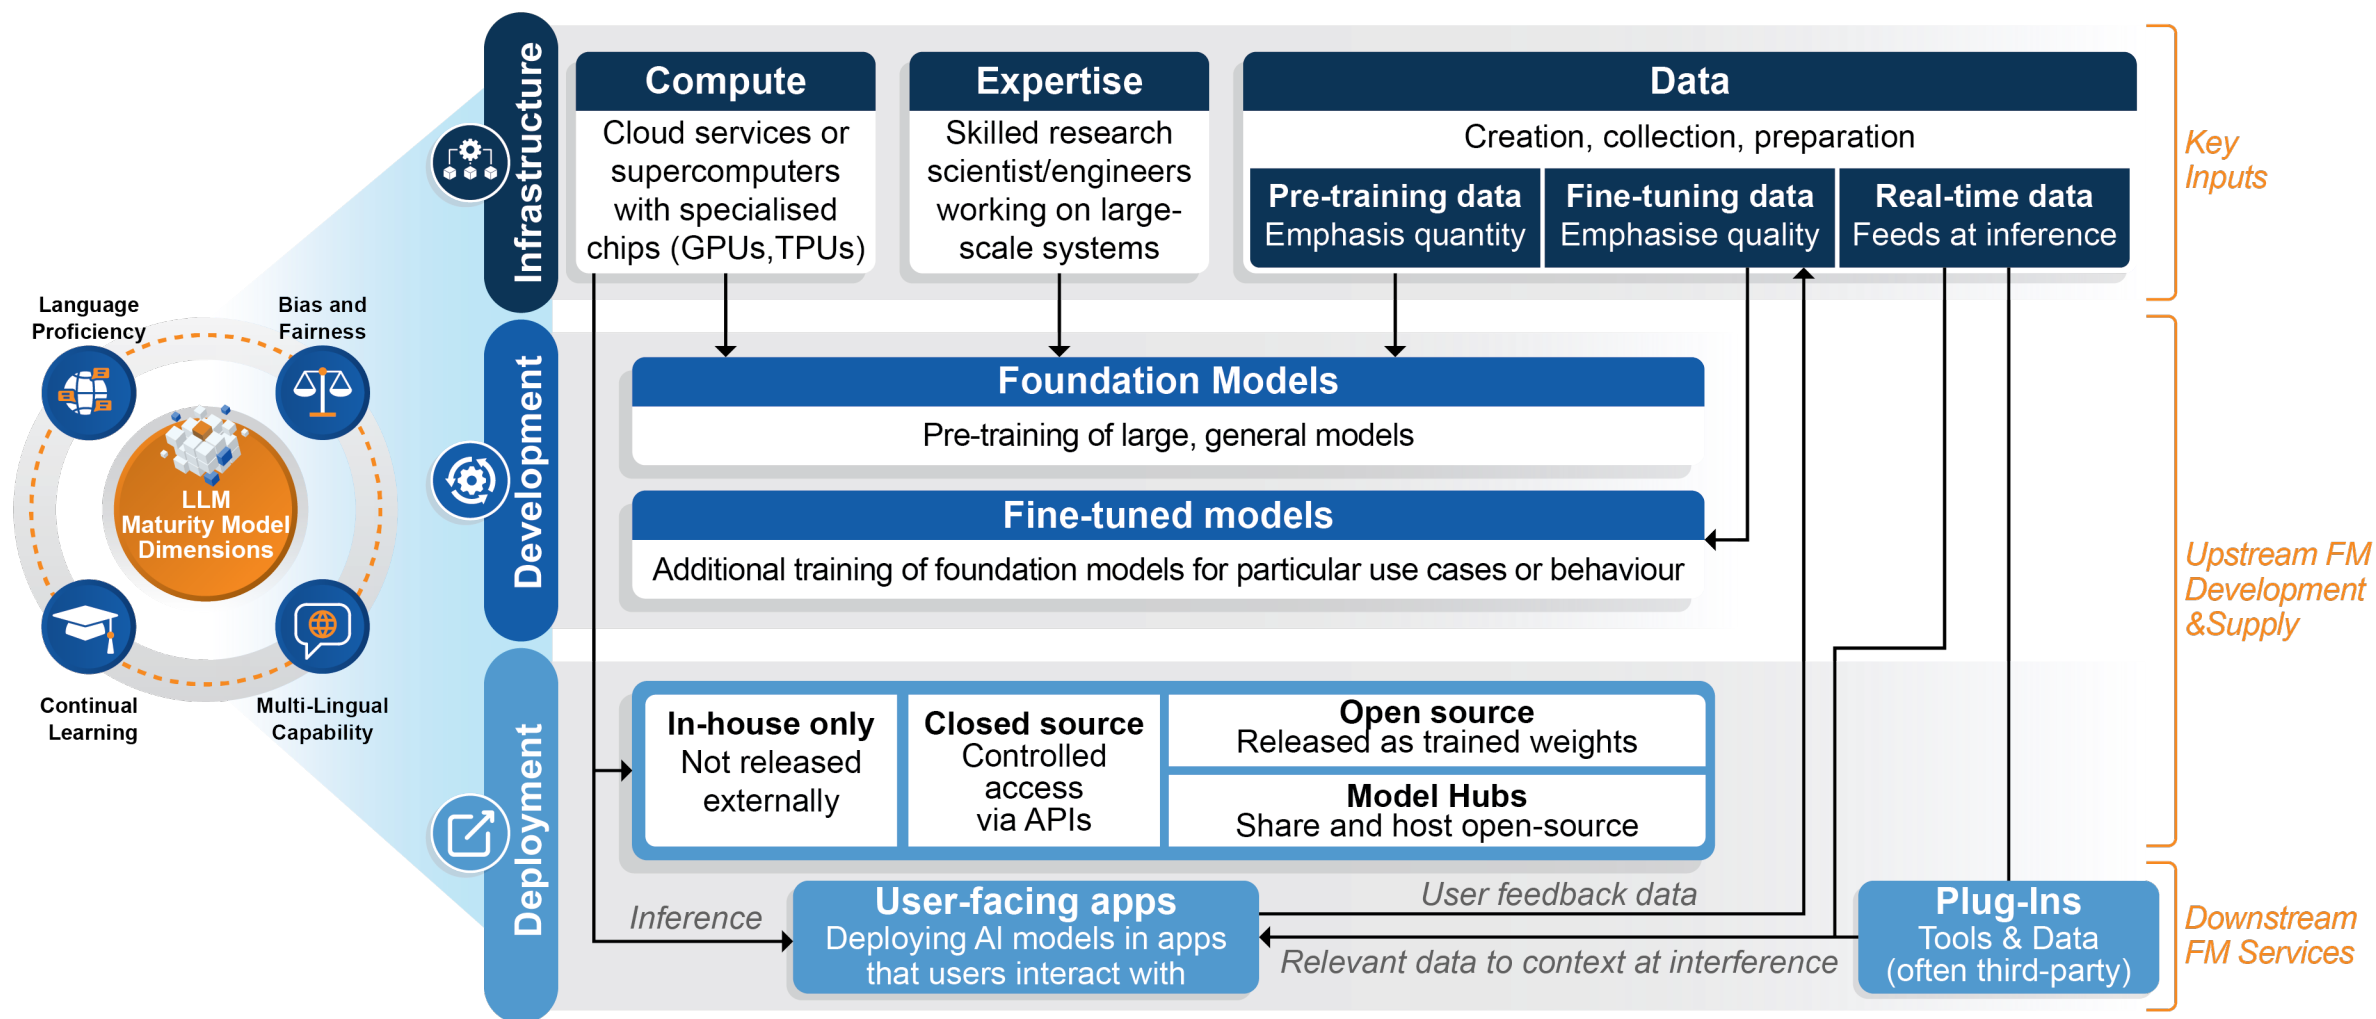 Infrastructure
Compute
Cloud services or
supercomputers
with specialised
chips (GPUs,TPUs)
Expertise
Skilled research
scientist/engineers
working on large-
scale systems
Data
Creation, collection, preparation
Pre-training data
Emphasis quantity
Fine-tuning data
Emphasise quality
Real-time data
Feeds at inference
Key
Inputs
Language
Proficiency
Bias and
Fairness
LLM
Maturity Model
Dimensions
Continual
Learning
Multi-Lingual
Capability
Development
Foundation Models
Pre-training of large, general models
Fine-tuned models
Additional training of foundation models for particular use cases or behaviour
Upstream FM
Development
&Supply
Deployment
In-house only
Not released
externally
Closed source
Controlled
access
via APIs
Open source
Released as trained weights
Model Hubs
Share and host open-source
Inference
User-facing apps
Deploying AI models in apps
that users interact with
User feedback data
Relevant data to context at interference
Plug-Ins
Tools & Data
(often third-party)
Downstream
FM Services